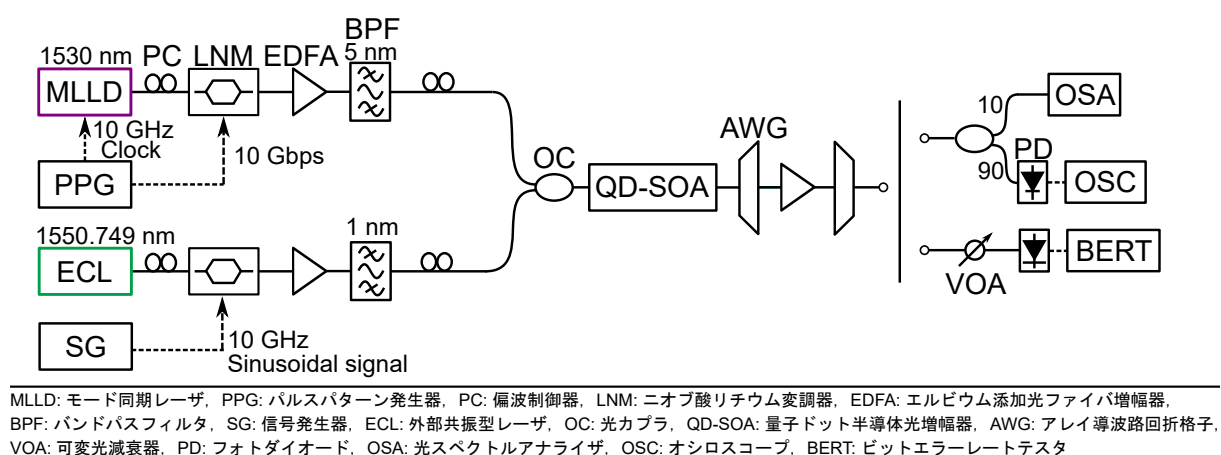 BPF
1530 nm PC LNM EDFA 5 nm
MLLD
10 GHz
Clock
10 Gbps
PPG
OC
QD-SOA
AWG
10
OSA
90
PD
OSC
1550.749 nm
1 nm
ECL
VOA
BERT
SG
10 GHz
Sinusoidal signal
MLLD: モード同期レーザ, PPG: パルスパターン発生器, PC: 偏波制御器, LNM: ニオブ酸リチウム変調器, EDFA: エルビウム添加光ファイバ増幅器,
BPF: バンドパスフィルタ, SG: 信号発生器, ECL: 外部共振型レーザ, OC: 光カプラ, QD-SOA: 量子ドット半導体光増幅器, AWG: アレイ導波路回折格子,
VOA: 可変光減衰器, PD: フォトダイオード, OSA: 光スペクトルアナライザ, OSC: オシロスコープ, BERT: ビットエラーレートテスタ